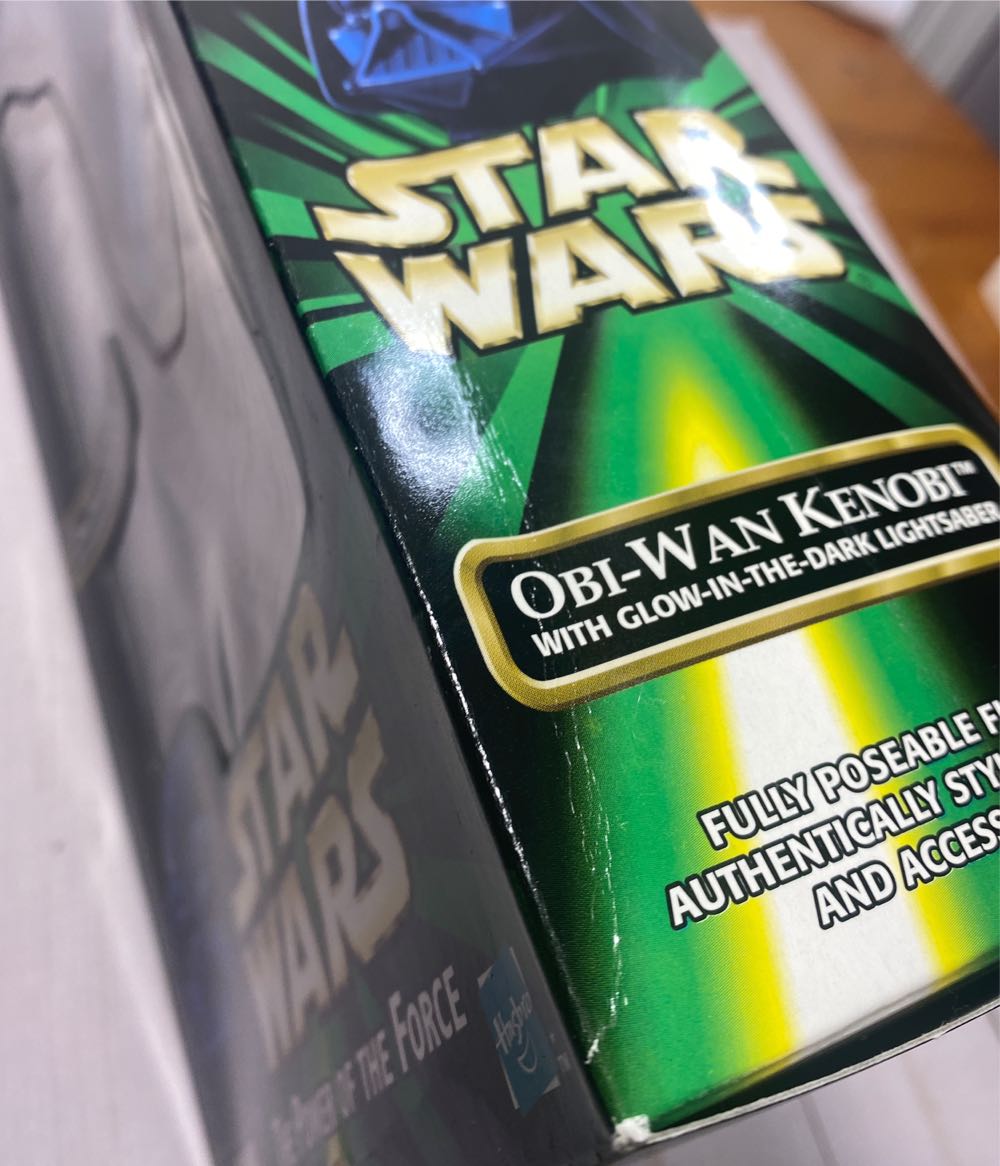 STAR
WARS
OBI-WAN KENOBI™
WITH GLOW-IN-THE-DARK LIGHTSABER
FULLY POSEABLE
AUTHENTICALLY
AND
STAR
WARS
POWER OF THE FORCE
Hasbro